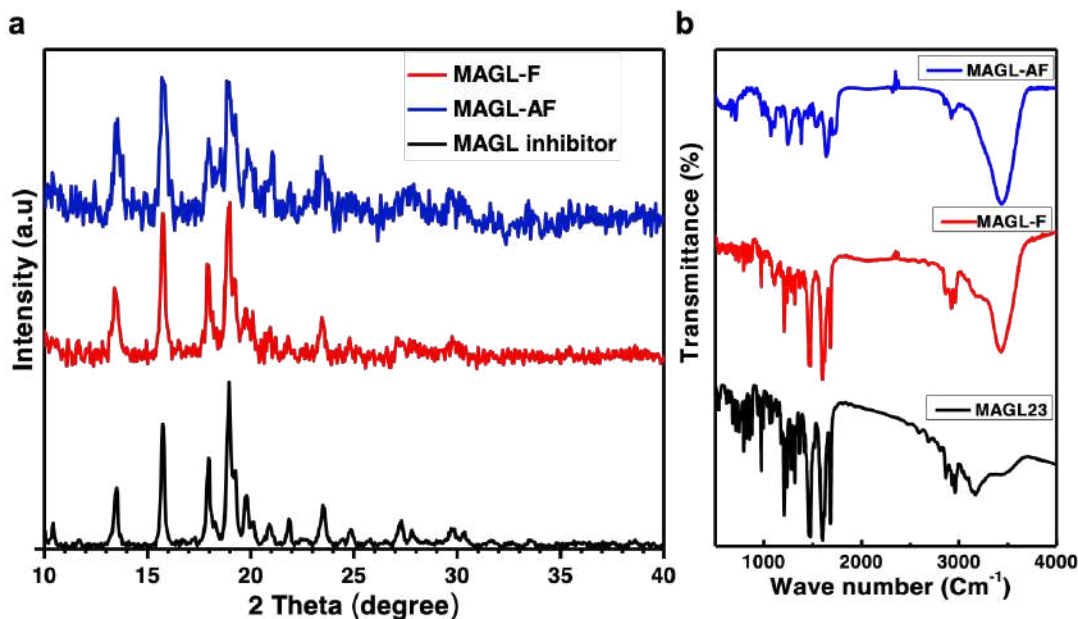 a
MAGL-F
MAGL-AF
MAGL inhibitor
Intensity (a.u)
10 15 20 25 30 35 40
2 Theta (degree)
b
MAGL-AF
MAGL-F
MAGL23
Transmittance (%)
1000 2000 3000 4000
Wave number (Cm⁻¹)